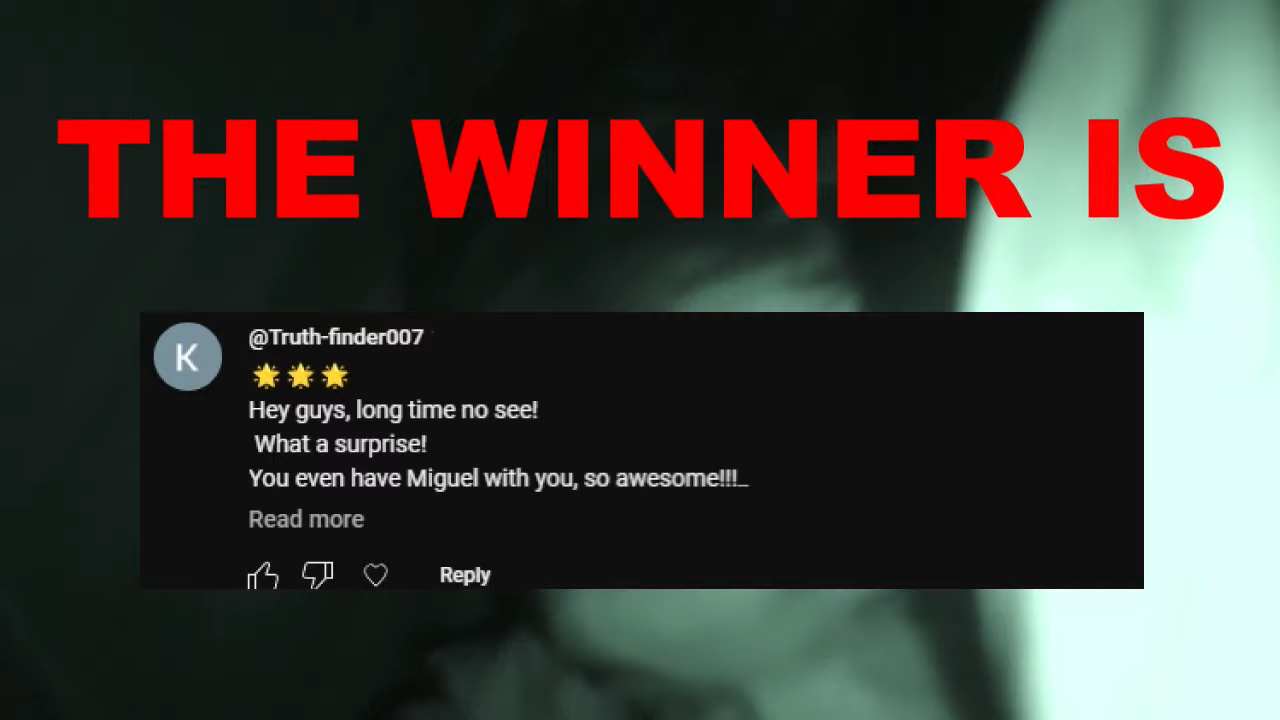 THE WINNER IS
K
@Truth-finder007
🌟🌟🌟
Hey guys, long time no see!
What a surprise!
You even have Miguel with you, so awesome!!!...
Read more
Reply